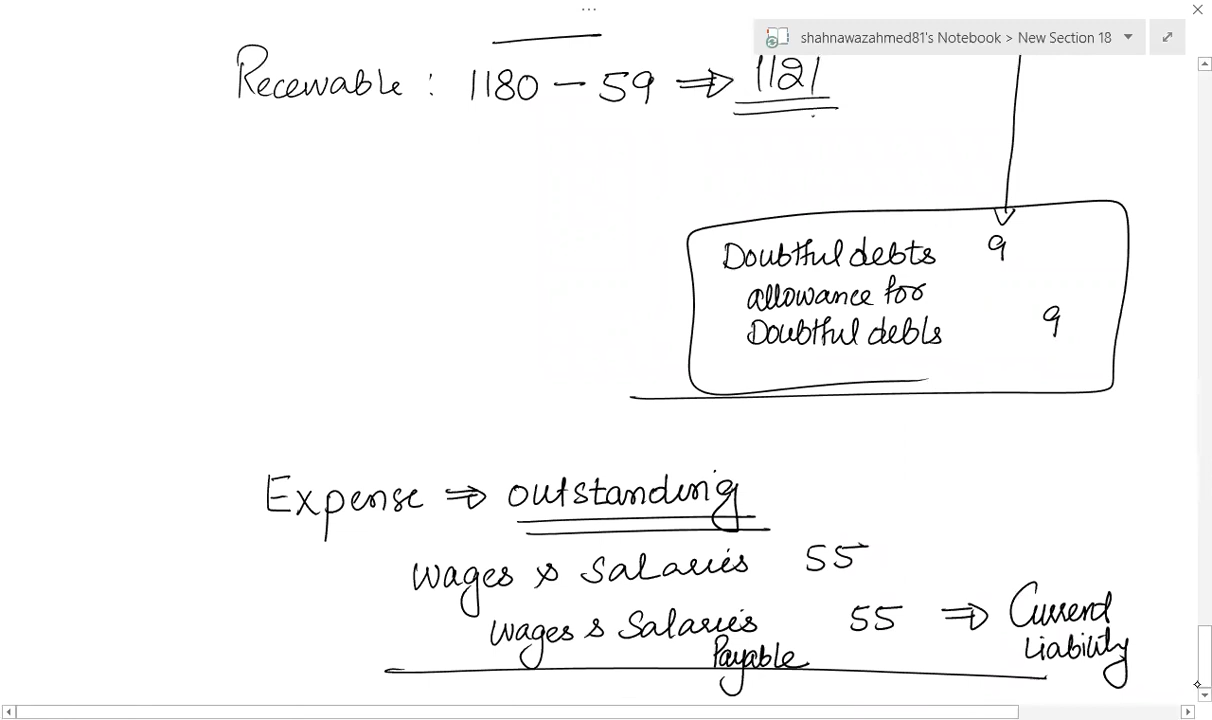 ...
shahnawazahmed81's Notebook > New Section 18
Receivable : 1180 - 59 ⇒ 1121
Doubtful debts 9
allowance for
Doubtful debts 9
Expense ⇒ outstanding
wages & Salaries 55
wages & Salaries 55 ⇒ Current
Payable Liability